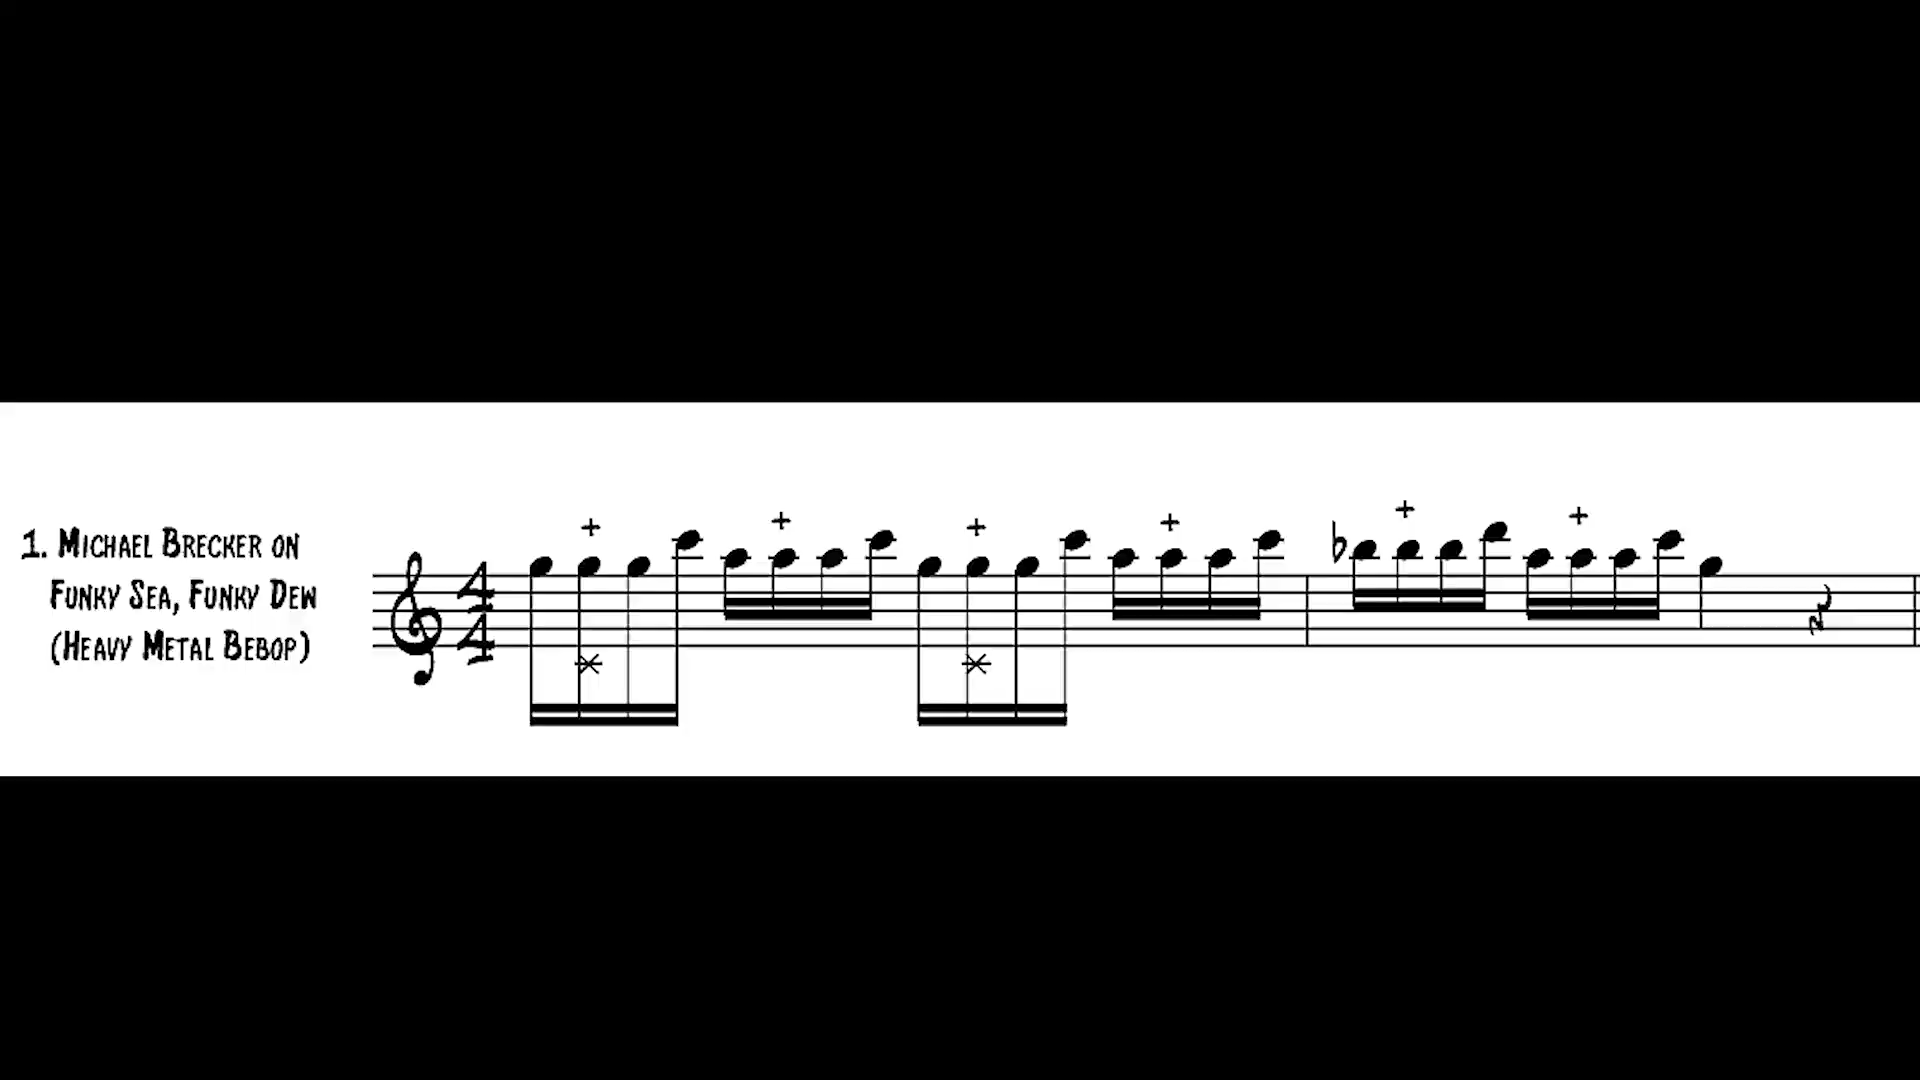 1. Michael Brecker on
Funky Sea, Funky Dew
(Heavy Metal Bebop)